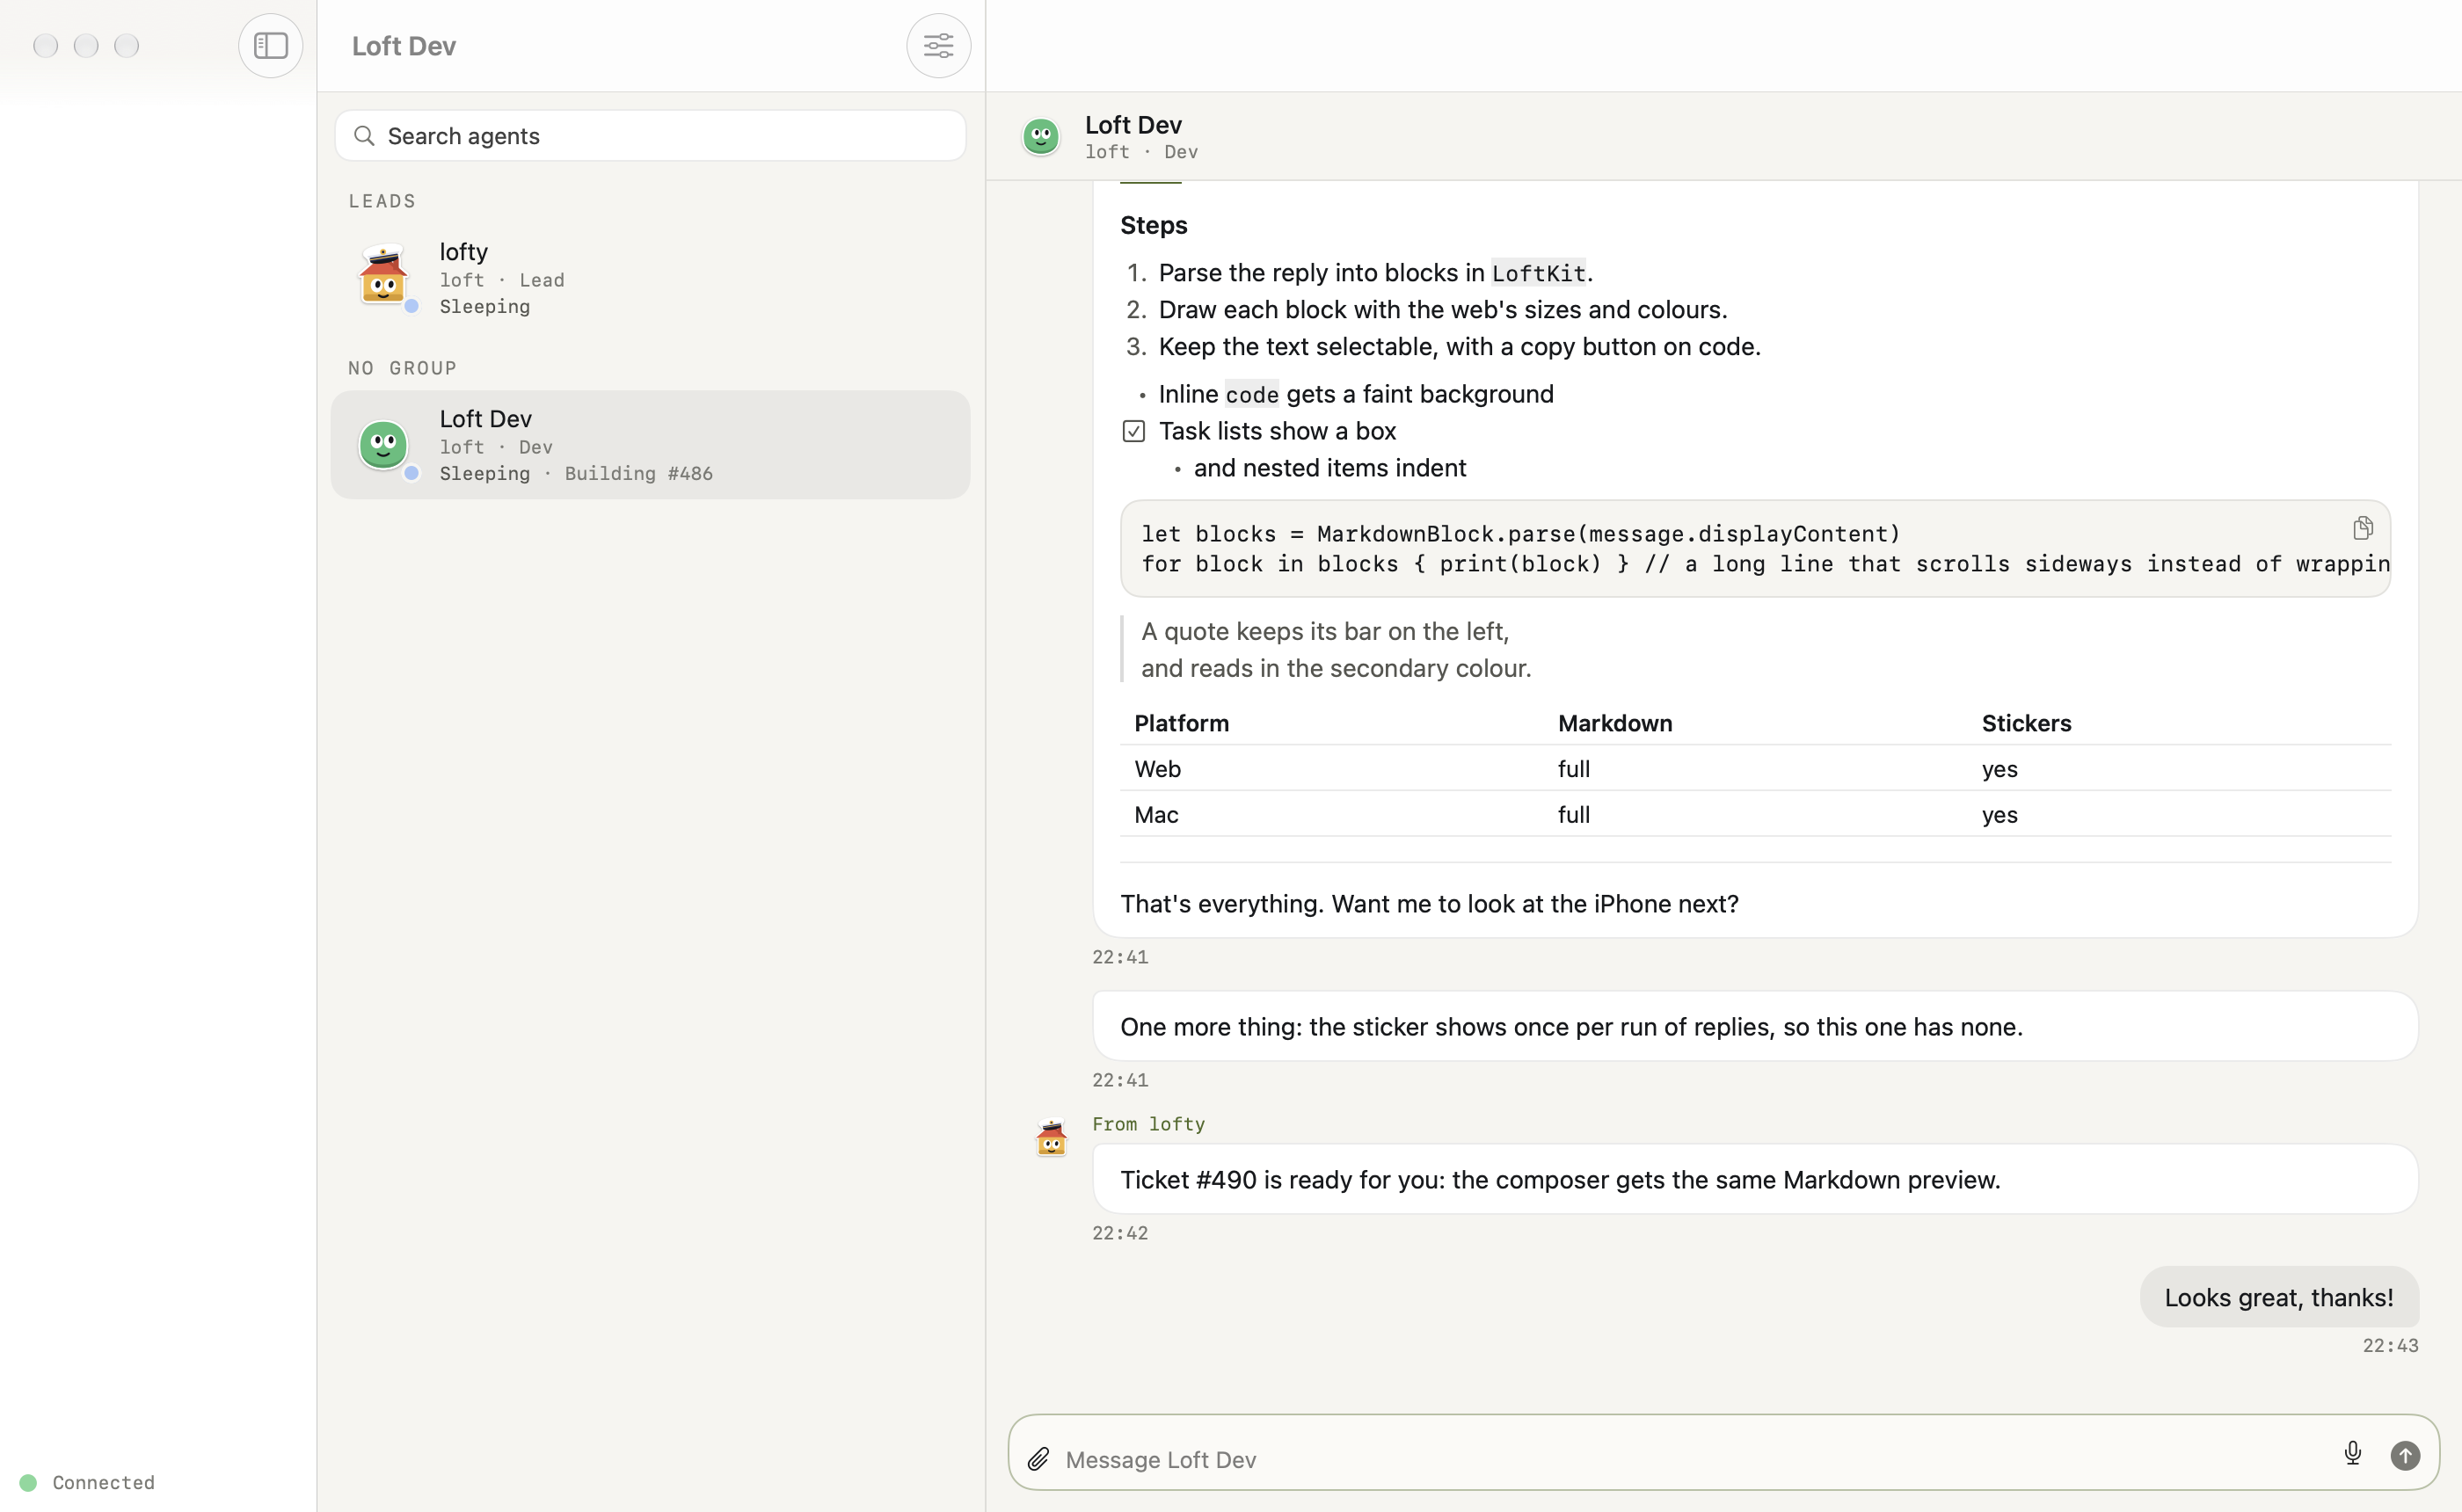 Loft Dev
Search agents
LEADS
lofty
loft · Lead
Sleeping
NO GROUP
Loft Dev
loft · Dev
Sleeping · Building #486
Connected
Loft Dev
loft · Dev
Steps
1. Parse the reply into blocks in LoftKit.
2. Draw each block with the web's sizes and colours.
3. Keep the text selectable, with a copy button on code.
• Inline code gets a faint background
Task lists show a box
• and nested items indent
let blocks = MarkdownBlock.parse(message.displayContent)
for block in blocks { print(block) } // a long line that scrolls sideways instead of wrappin
A quote keeps its bar on the left,
and reads in the secondary colour.
Platform Markdown Stickers
Web full yes
Mac full yes
That's everything. Want me to look at the iPhone next?
22:41
One more thing: the sticker shows once per run of replies, so this one has none.
22:41
From lofty
Ticket #490 is ready for you: the composer gets the same Markdown preview.
22:42
Looks great, thanks!
22:43
Message Loft Dev